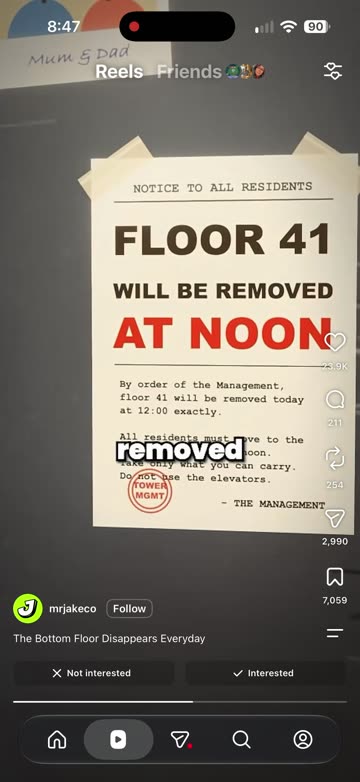 8:47
90
Mum & Dad
Reels Friends
NOTICE TO ALL RESIDENTS
FLOOR 41
WILL BE REMOVED
AT NOON
By order of the Management,
floor 41 will be removed today
at 12:00 exactly.
All residents must to the
removed
Take only what you can carry.
Do not use the elevators.
TOWER
MGMT
- THE MANAGEMENT
23.9K
211
254
2,990
7,059
J
mrjakeco Follow
The Bottom Floor Disappears Everyday
Not interested
Interested